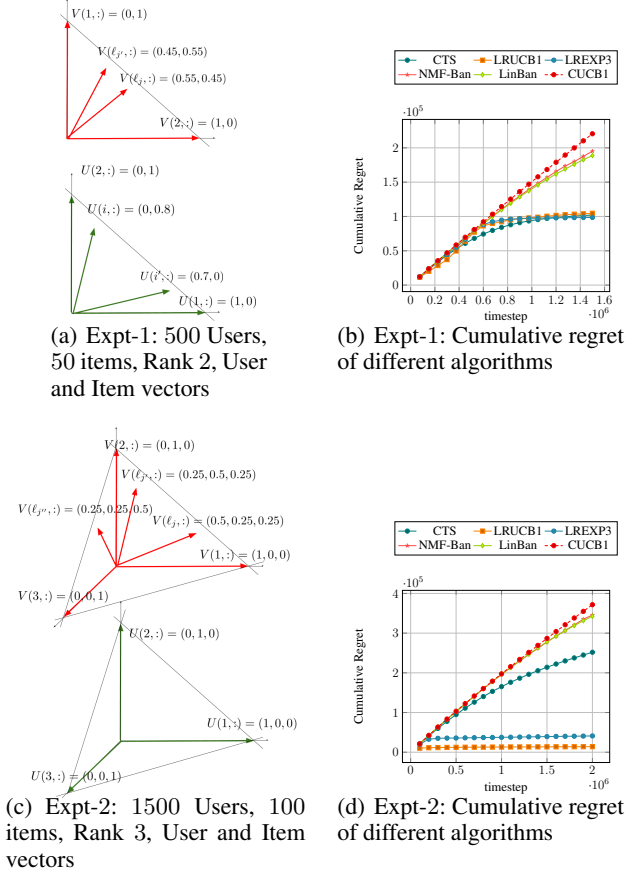 V(1,:) = (0,1)
V(ℓj′,:) = (0.45,0.55)
V(ℓj,:) = (0.55,0.45)
V(2,:) = (1,0)
U(2,:) = (0,1)
U(i,:) = (0,0.8)
U(i′,:) = (0.7,0)
U(1,:) = (1,0)
(a) Expt-1: 500 Users,
50 items, Rank 2, User
and Item vectors
CTS LRUCB1 LREXP3
NMF-Ban LinBan CUCB1
·10^5
2
1.5
1
0.5
0
Cumulative Regret
0 0.2 0.4 0.6 0.8 1 1.1 1.3 1.5 1.6
timestep
·10^6
(b) Expt-1: Cumulative regret
of different algorithms
V(2,:) = (0,1,0)
V(ℓj′,:) = (0.25,0.5,0.25)
V(ℓj″,:) = (0.25,0.25,0.5)
V(ℓj,:) = (0.5,0.25,0.25)
V(1,:) = (1,0,0)
V(3,:) = (0,0,1)
U(2,:) = (0,1,0)
U(1,:) = (1,0,0)
U(3,:) = (0,0,1)
(c) Expt-2: 1500 Users, 100
items, Rank 3, User and Item
vectors
CTS LRUCB1 LREXP3
NMF-Ban LinBan CUCB1
·10^5
4
3
2
1
0
Cumulative Regret
0 0.5 1 1.5 2
timestep
·10^6
(d) Expt-2: Cumulative regret
of different algorithms